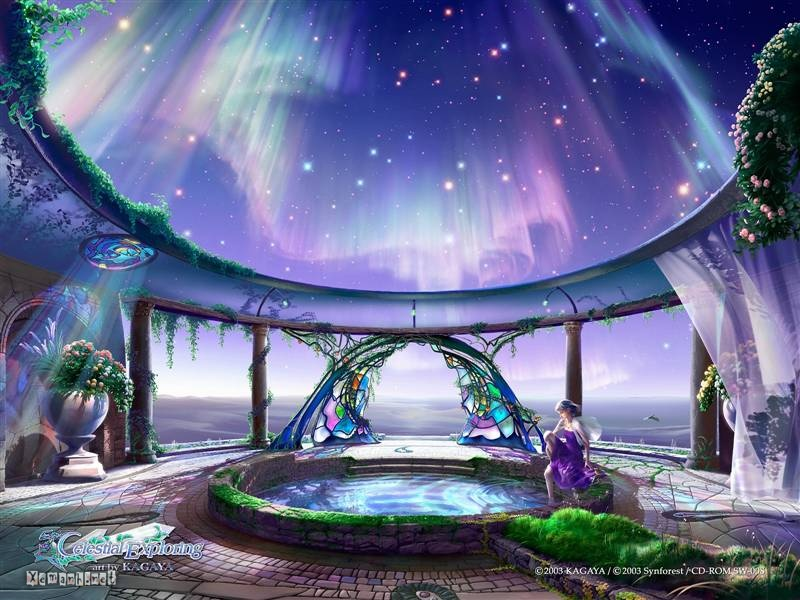 Celestial Exploring
art by KAGAYA
©2003 KAGAYA / ©2003 Synforest / CD-ROM SW-008